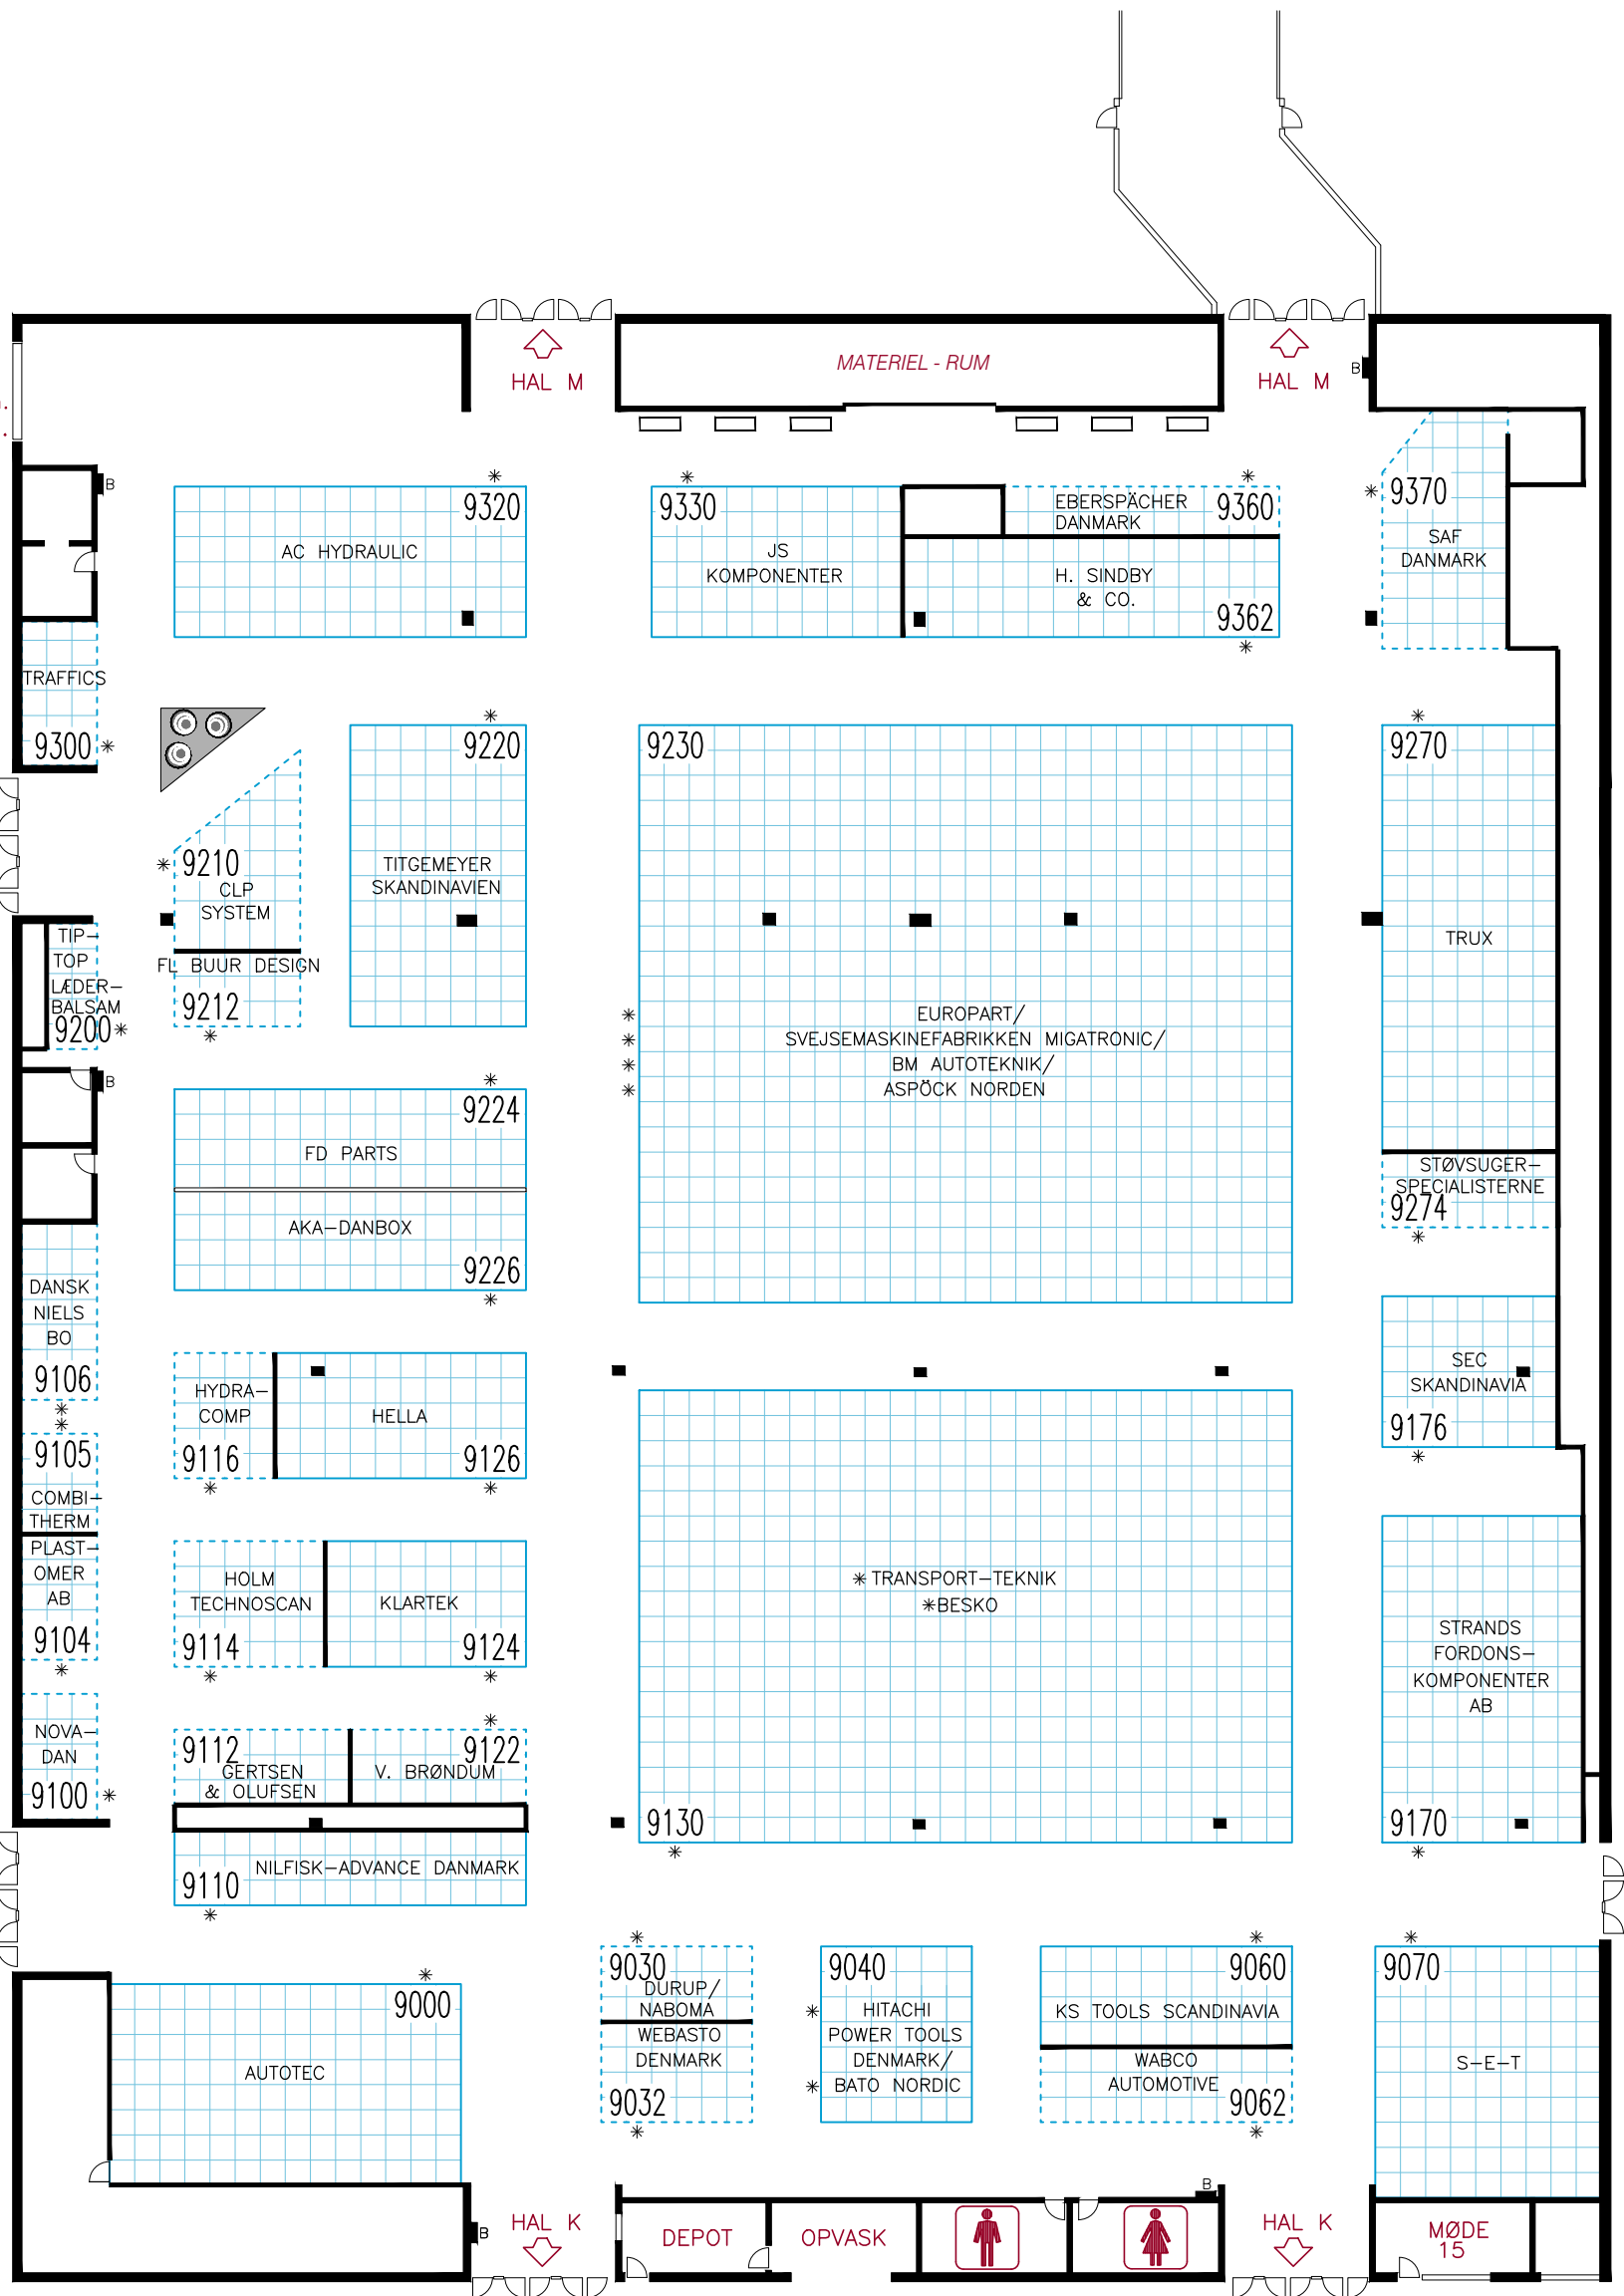 HAL M
MATERIEL - RUM
HAL M
B
B
9320
AC HYDRAULIC
9330
JS
KOMPONENTER
EBERSPÄCHER
DANMARK
9360
H. SINDBY
& CO.
9362
9370
SAF
DANMARK
TRAFFICS
9300
9220
TITGEMEYER
SKANDINAVIEN
9230
EUROPART/
SVEJSEMASKINEFABRIKKEN MIGATRONIC/
BM AUTOTEKNIK/
ASPÖCK NORDEN
9270
TRUX
9210
CLP
SYSTEM
FL BUUR DESIGN
9212
TIP-
TOP
LÆDER-
BALSAM
9200
B
9224
FD PARTS
AKA-DANBOX
9226
STØVSUGER-
SPECIALISTERNE
9274
DANSK
NIELS
BO
9106
HYDRA-
COMP
9116
HELLA
9126
SEC
SKANDINAVIA
9176
9105
COMBI-
THERM
PLAST-
OMER
AB
9104
HOLM
TECHNOSCAN
9114
KLARTEK
9124
TRANSPORT-TEKNIK
BESKO
9130
STRANDS
FORDONS-
KOMPONENTER
AB
9170
NOVA-
DAN
9100
9112
GERTSEN
& OLUFSEN
9122
V. BRØNDUM
NILFISK-ADVANCE DANMARK
9110
9000
AUTOTEC
9030
DURUP/
NABOMA
WEBASTO
DENMARK
9032
9040
HITACHI
POWER TOOLS
DENMARK/
BATO NORDIC
9060
KS TOOLS SCANDINAVIA
WABCO
AUTOMOTIVE
9062
9070
S-E-T
B
B
HAL K
DEPOT
OPVASK
HAL K
MØDE
15